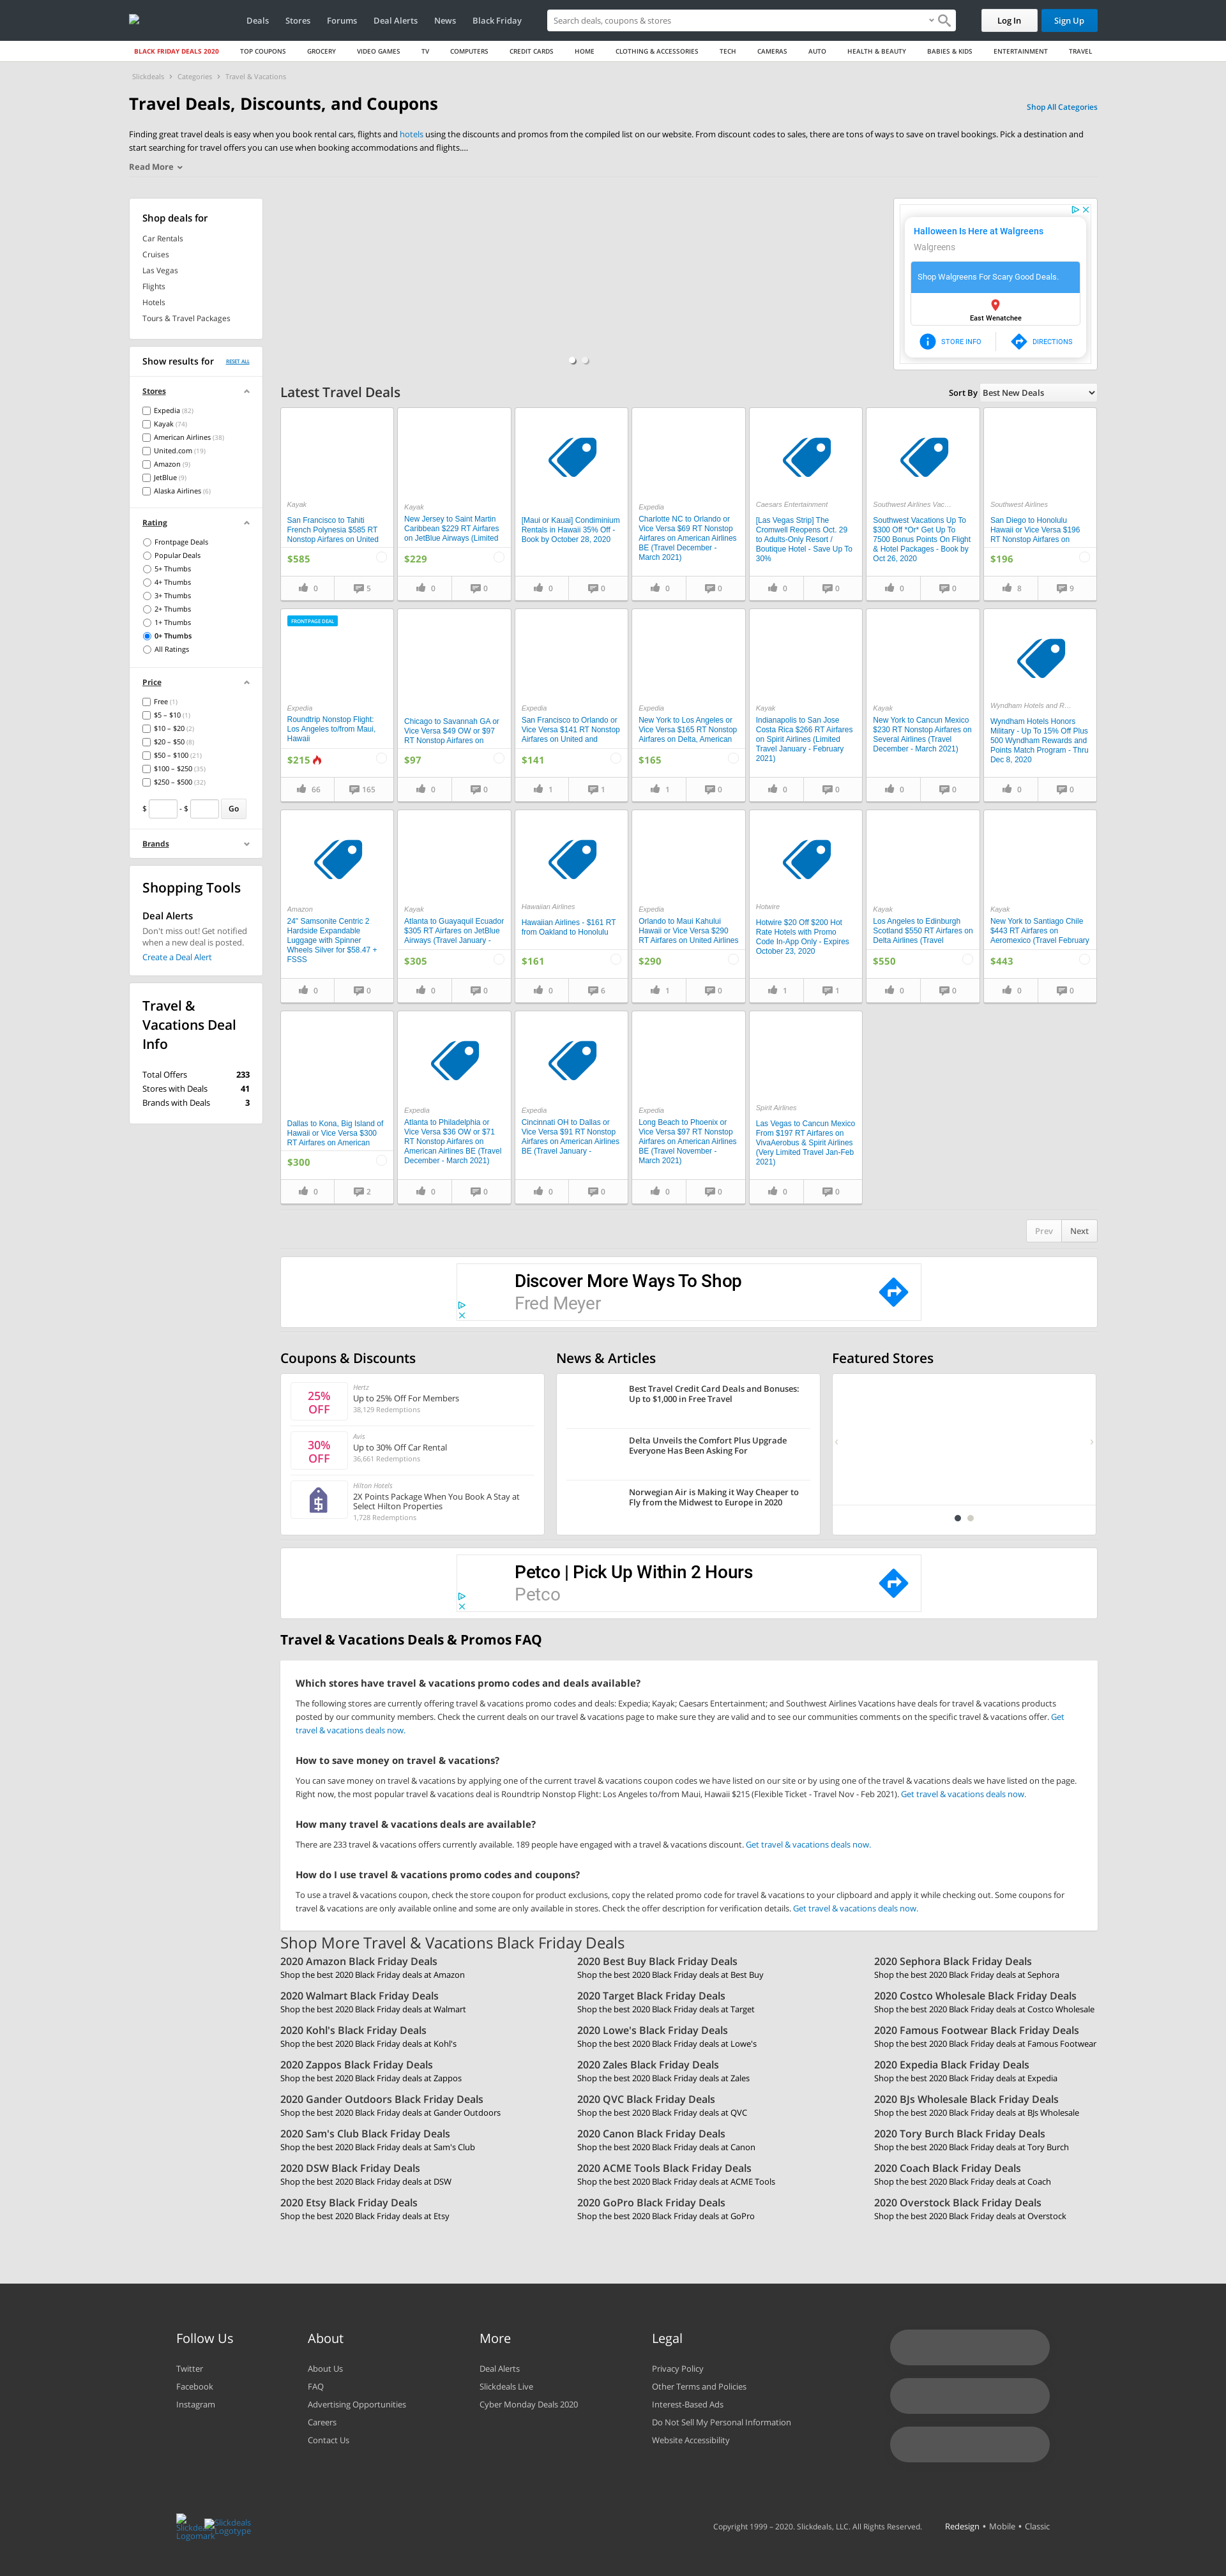 Deals Stores Forums Deal Alerts News Black Friday
Search deals, coupons & stores
Log In Sign Up
BLACK FRIDAY DEALS 2020 TOP COUPONS GROCERY VIDEO GAMES TV COMPUTERS CREDIT CARDS HOME CLOTHING & ACCESSORIES TECH CAMERAS AUTO HEALTH & BEAUTY BABIES & KIDS ENTERTAINMENT TRAVEL
Slickdeals › Categories › Travel & Vacations
Travel Deals, Discounts, and Coupons
Shop All Categories
Finding great travel deals is easy when you book rental cars, flights and hotels using the discounts and promos from the compiled list on our website. From discount codes to sales, there are tons of ways to save on travel bookings. Pick a destination and
start searching for travel offers you can use when booking accommodations and flights....
Read More
Shop deals for
Car Rentals
Cruises
Las Vegas
Flights
Hotels
Tours & Travel Packages
Halloween Is Here at Walgreens
Walgreens
Shop Walgreens For Scary Good Deals.
East Wenatchee
STORE INFO DIRECTIONS
Show results for RESET ALL
Stores
Expedia (82)
Kayak (74)
American Airlines (38)
United.com (19)
Amazon (9)
JetBlue (9)
Alaska Airlines (6)
Rating
Frontpage Deals
Popular Deals
5+ Thumbs
4+ Thumbs
3+ Thumbs
2+ Thumbs
1+ Thumbs
0+ Thumbs
All Ratings
Price
Free (1)
$5 – $10 (1)
$10 – $20 (2)
$20 – $50 (8)
$50 – $100 (21)
$100 – $250 (35)
$250 – $500 (32)
$ - $ Go
Brands
Shopping Tools
Deal Alerts
Don't miss out! Get notified
when a new deal is posted.
Create a Deal Alert
Travel &
Vacations Deal
Info
Total Offers 233
Stores with Deals 41
Brands with Deals 3
Latest Travel Deals
Sort By Best New Deals
Kayak
San Francisco to Tahiti
French Polynesia $585 RT
Nonstop Airfares on United
$585
0 5
Kayak
New Jersey to Saint Martin
Caribbean $229 RT Airfares
on JetBlue Airways (Limited
$229
0 0
[Maui or Kauai] Condiminium
Rentals in Hawaii 35% Off -
Book by October 28, 2020
0 0
Expedia
Charlotte NC to Orlando or
Vice Versa $69 RT Nonstop
Airfares on American Airlines
BE (Travel December -
March 2021)
0 0
Caesars Entertainment
[Las Vegas Strip] The
Cromwell Reopens Oct. 29
to Adults-Only Resort /
Boutique Hotel - Save Up To
30%
0 0
Southwest Airlines Vac...
Southwest Vacations Up To
$300 Off *Or* Get Up To
7500 Bonus Points On Flight
& Hotel Packages - Book by
Oct 26, 2020
0 0
Southwest Airlines
San Diego to Honolulu
Hawaii or Vice Versa $196
RT Nonstop Airfares on
$196
8 9
FRONTPAGE DEAL
Expedia
Roundtrip Nonstop Flight:
Los Angeles to/from Maui,
Hawaii
$215
66 165
Chicago to Savannah GA or
Vice Versa $49 OW or $97
RT Nonstop Airfares on
$97
0 0
Expedia
San Francisco to Orlando or
Vice Versa $141 RT Nonstop
Airfares on United and
$141
1 1
Expedia
New York to Los Angeles or
Vice Versa $165 RT Nonstop
Airfares on Delta, American
$165
1 0
Kayak
Indianapolis to San Jose
Costa Rica $266 RT Airfares
on Spirit Airlines (Limited
Travel January - February
2021)
0 0
Kayak
New York to Cancun Mexico
$230 RT Nonstop Airfares on
Several Airlines (Travel
December - March 2021)
0 0
Wyndham Hotels and R...
Wyndham Hotels Honors
Military - Up To 15% Off Plus
500 Wyndham Rewards and
Points Match Program - Thru
Dec 8, 2020
0 0
Amazon
24" Samsonite Centric 2
Hardside Expandable
Luggage with Spinner
Wheels Silver for $58.47 +
FSSS
0 0
Kayak
Atlanta to Guayaquil Ecuador
$305 RT Airfares on JetBlue
Airways (Travel January -
$305
0 0
Hawaiian Airlines
Hawaiian Airlines - $161 RT
from Oakland to Honolulu
$161
0 6
Expedia
Orlando to Maui Kahului
Hawaii or Vice Versa $290
RT Airfares on United Airlines
$290
1 0
Hotwire
Hotwire $20 Off $200 Hot
Rate Hotels with Promo
Code In-App Only - Expires
October 23, 2020
1 1
Kayak
Los Angeles to Edinburgh
Scotland $550 RT Airfares on
Delta Airlines (Travel
$550
0 0
Kayak
New York to Santiago Chile
$443 RT Airfares on
Aeromexico (Travel February
$443
0 0
Dallas to Kona, Big Island of
Hawaii or Vice Versa $300
RT Airfares on American
$300
0 2
Expedia
Atlanta to Philadelphia or
Vice Versa $36 OW or $71
RT Nonstop Airfares on
American Airlines BE (Travel
December - March 2021)
0 0
Expedia
Cincinnati OH to Dallas or
Vice Versa $91 RT Nonstop
Airfares on American Airlines
BE (Travel January -
0 0
Expedia
Long Beach to Phoenix or
Vice Versa $97 RT Nonstop
Airfares on American Airlines
BE (Travel November -
March 2021)
0 0
Spirit Airlines
Las Vegas to Cancun Mexico
From $197 RT Airfares on
VivaAerobus & Spirit Airlines
(Very Limited Travel Jan-Feb
2021)
0 0
Prev Next
Discover More Ways To Shop
Fred Meyer
Coupons & Discounts
25%
OFF
Hertz
Up to 25% Off For Members
38,129 Redemptions
30%
OFF
Avis
Up to 30% Off Car Rental
36,661 Redemptions
Hilton Hotels
2X Points Package When You Book A Stay at
Select Hilton Properties
1,728 Redemptions
News & Articles
Best Travel Credit Card Deals and Bonuses:
Up to $1,000 in Free Travel
Delta Unveils the Comfort Plus Upgrade
Everyone Has Been Asking For
Norwegian Air is Making it Way Cheaper to
Fly from the Midwest to Europe in 2020
Featured Stores
Petco | Pick Up Within 2 Hours
Petco
Travel & Vacations Deals & Promos FAQ
Which stores have travel & vacations promo codes and deals available?
The following stores are currently offering travel & vacations promo codes and deals: Expedia; Kayak; Caesars Entertainment; and Southwest Airlines Vacations have deals for travel & vacations products
posted by our community members. Check the current deals on our travel & vacations page to make sure they are valid and to see our communities comments on the specific travel & vacations offer. Get
travel & vacations deals now.
How to save money on travel & vacations?
You can save money on travel & vacations by applying one of the current travel & vacations coupon codes we have listed on our site or by using one of the travel & vacations deals we have listed on the page.
Right now, the most popular travel & vacations deal is Roundtrip Nonstop Flight: Los Angeles to/from Maui, Hawaii $215 (Flexible Ticket - Travel Nov - Feb 2021). Get travel & vacations deals now.
How many travel & vacations deals are available?
There are 233 travel & vacations offers currently available. 189 people have engaged with a travel & vacations discount. Get travel & vacations deals now.
How do I use travel & vacations promo codes and coupons?
To use a travel & vacations coupon, check the store coupon for product exclusions, copy the related promo code for travel & vacations to your clipboard and apply it while checking out. Some coupons for
travel & vacations are only available online and some are only available in stores. Check the offer description for verification details. Get travel & vacations deals now.
Shop More Travel & Vacations Black Friday Deals
2020 Amazon Black Friday Deals
Shop the best 2020 Black Friday deals at Amazon
2020 Best Buy Black Friday Deals
Shop the best 2020 Black Friday deals at Best Buy
2020 Sephora Black Friday Deals
Shop the best 2020 Black Friday deals at Sephora
2020 Walmart Black Friday Deals
Shop the best 2020 Black Friday deals at Walmart
2020 Target Black Friday Deals
Shop the best 2020 Black Friday deals at Target
2020 Costco Wholesale Black Friday Deals
Shop the best 2020 Black Friday deals at Costco Wholesale
2020 Kohl's Black Friday Deals
Shop the best 2020 Black Friday deals at Kohl's
2020 Lowe's Black Friday Deals
Shop the best 2020 Black Friday deals at Lowe's
2020 Famous Footwear Black Friday Deals
Shop the best 2020 Black Friday deals at Famous Footwear
2020 Zappos Black Friday Deals
Shop the best 2020 Black Friday deals at Zappos
2020 Zales Black Friday Deals
Shop the best 2020 Black Friday deals at Zales
2020 Expedia Black Friday Deals
Shop the best 2020 Black Friday deals at Expedia
2020 Gander Outdoors Black Friday Deals
Shop the best 2020 Black Friday deals at Gander Outdoors
2020 QVC Black Friday Deals
Shop the best 2020 Black Friday deals at QVC
2020 BJs Wholesale Black Friday Deals
Shop the best 2020 Black Friday deals at BJs Wholesale
2020 Sam's Club Black Friday Deals
Shop the best 2020 Black Friday deals at Sam's Club
2020 Canon Black Friday Deals
Shop the best 2020 Black Friday deals at Canon
2020 Tory Burch Black Friday Deals
Shop the best 2020 Black Friday deals at Tory Burch
2020 DSW Black Friday Deals
Shop the best 2020 Black Friday deals at DSW
2020 ACME Tools Black Friday Deals
Shop the best 2020 Black Friday deals at ACME Tools
2020 Coach Black Friday Deals
Shop the best 2020 Black Friday deals at Coach
2020 Etsy Black Friday Deals
Shop the best 2020 Black Friday deals at Etsy
2020 GoPro Black Friday Deals
Shop the best 2020 Black Friday deals at GoPro
2020 Overstock Black Friday Deals
Shop the best 2020 Black Friday deals at Overstock
Follow Us
Twitter
Facebook
Instagram
About
About Us
FAQ
Advertising Opportunities
Careers
Contact Us
More
Deal Alerts
Slickdeals Live
Cyber Monday Deals 2020
Legal
Privacy Policy
Other Terms and Policies
Interest-Based Ads
Do Not Sell My Personal Information
Website Accessibility
Slickdeals
Logotype
Logomark
Copyright 1999 – 2020. Slickdeals, LLC. All Rights Reserved. Redesign • Mobile • Classic